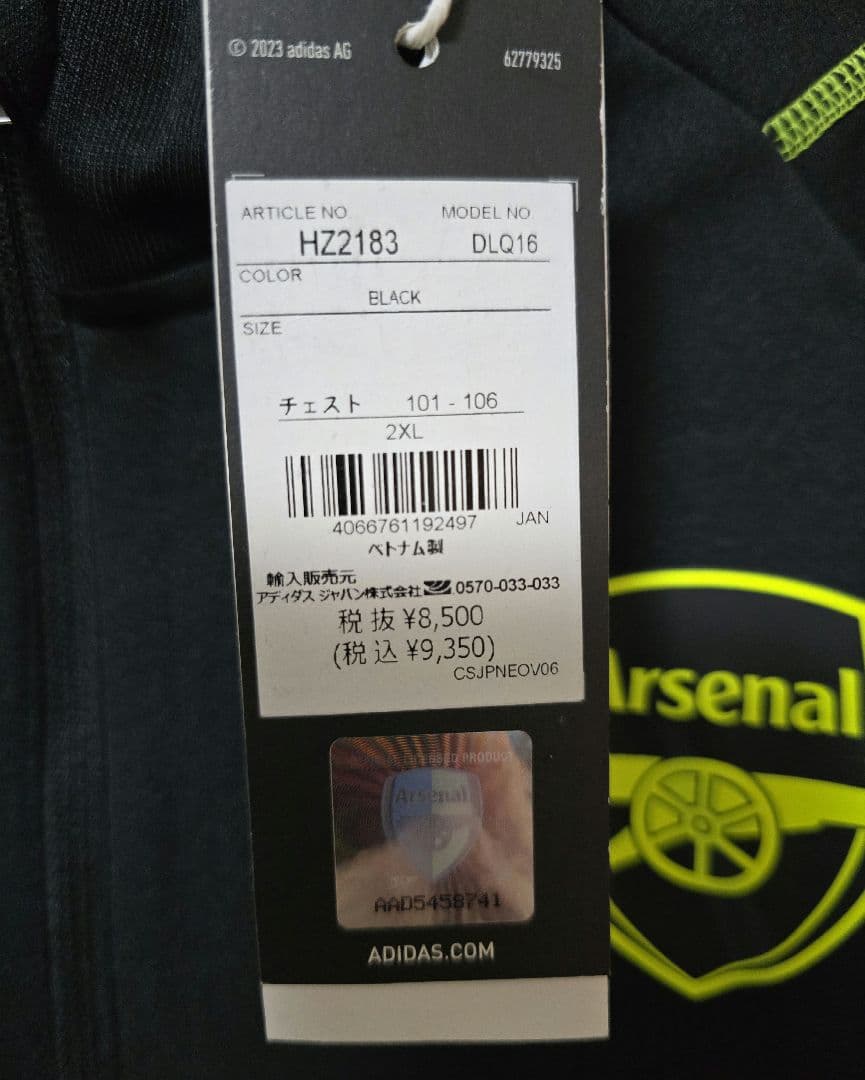 © 2023 adidas AG 62779325
ARTICLE NO. MODEL NO.
HZ2183 DLQ16
COLOR
BLACK
SIZE
チェスト 101 - 106
2XL
4066761192497 JAN
ベトナム製
輸入販売元
アディダス ジャパン株式会社 0570-033-033
税抜 ¥8,500
(税込 ¥9,350)
CSJPNEOV06
Arsenal
PRODUCT
Arsenal
AAD5458741
ADIDAS.COM